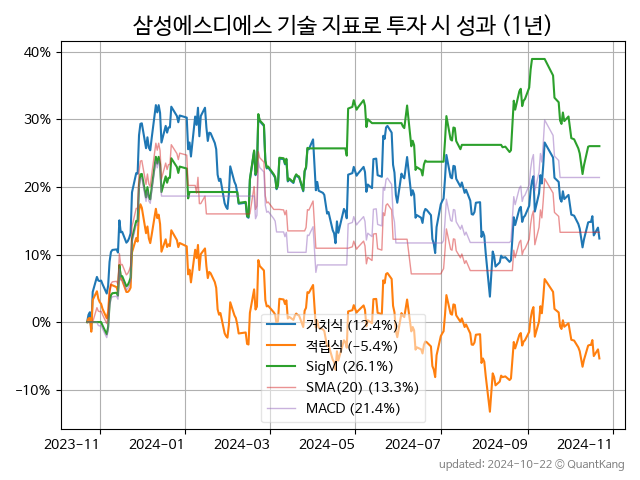 삼성에스디에스 기술 지표로 투자 시 성과 (1년)
40%
30%
20%
10%
0%
−10%
거치식 (12.4%)
적립식 (−5.4%)
SigM (26.1%)
SMA(20) (13.3%)
MACD (21.4%)
2023-11
2024-01
2024-03
2024-05
2024-07
2024-09
2024-11
updated: 2024-10-22 © QuantKang